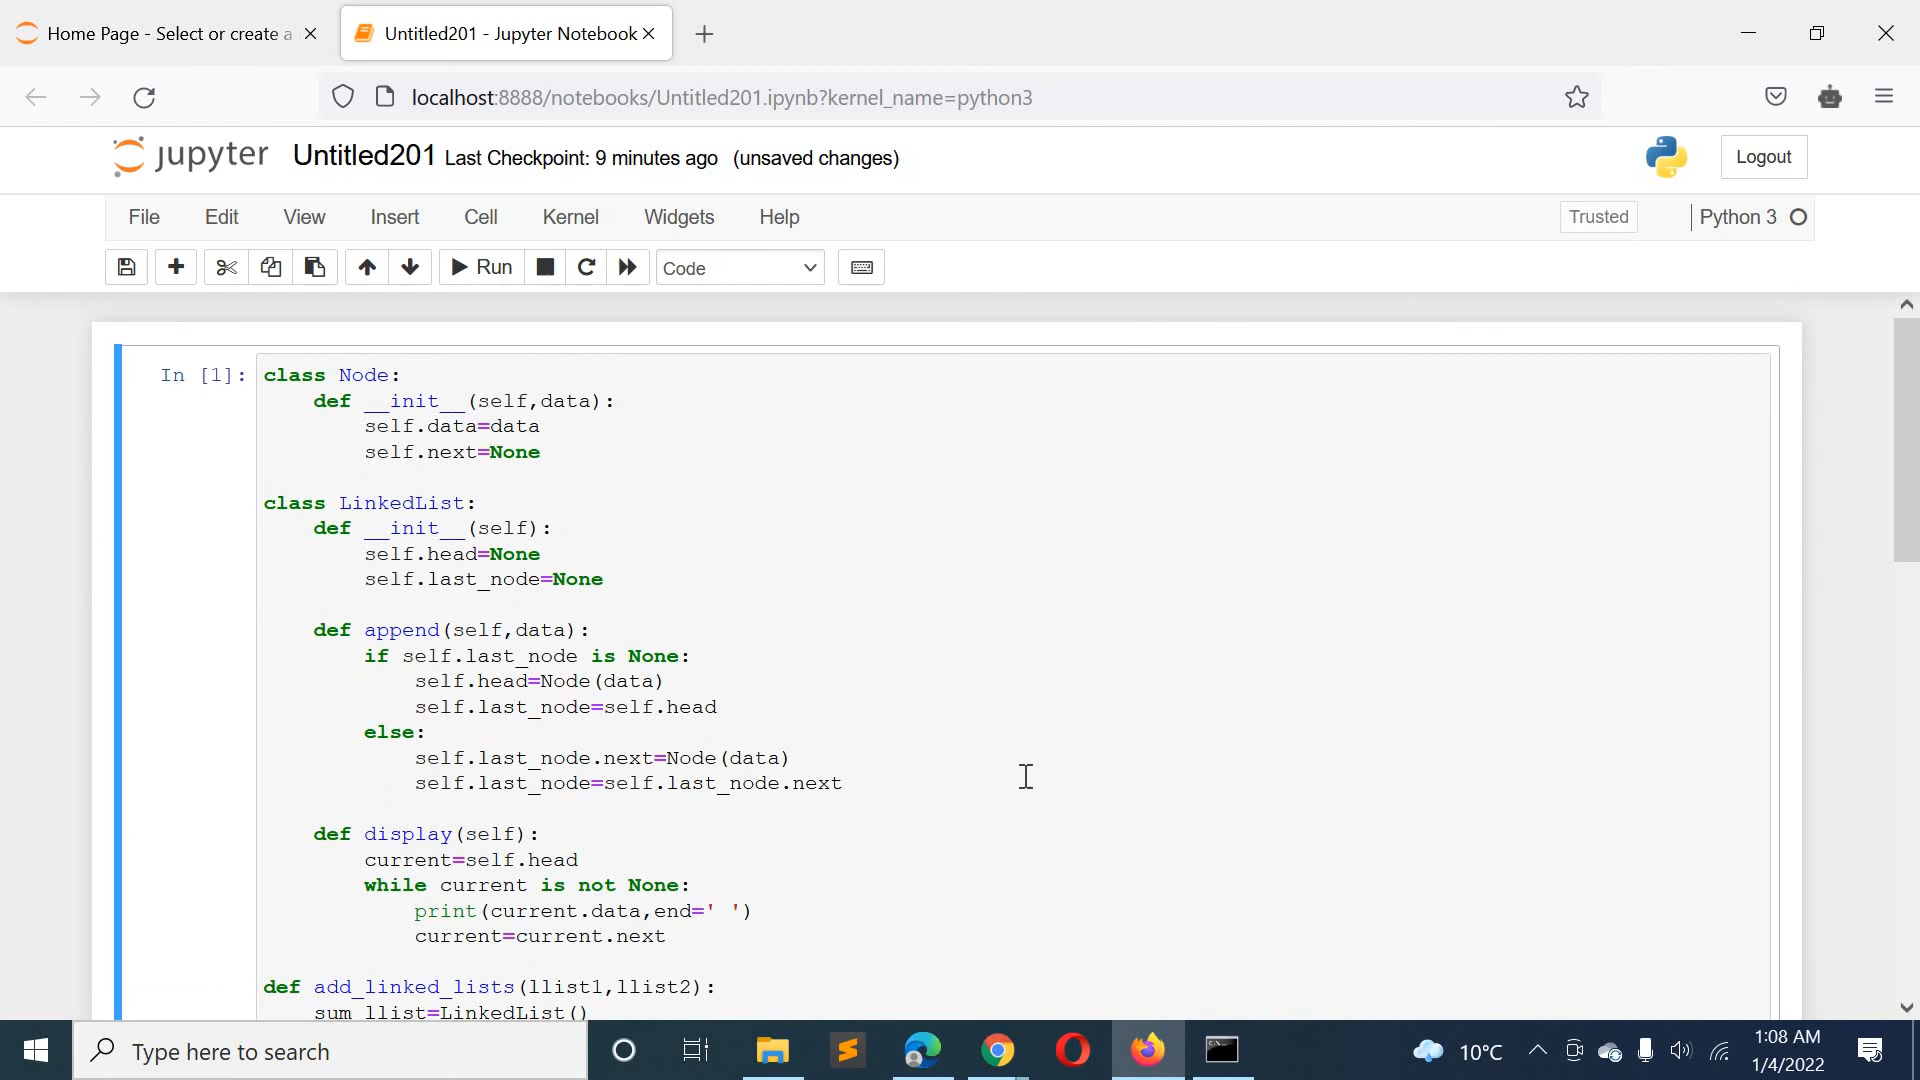 Home Page - Select or create a
Untitled201 - Jupyter Notebook
localhost:8888/notebooks/Untitled201.ipynb?kernel_name=python3
jupyter Untitled201 Last Checkpoint: 9 minutes ago (unsaved changes)
Logout
File Edit View Insert Cell Kernel Widgets Help
Trusted
Python 3
Run
Code
In [1]:
class Node:
    def __init__(self,data):
        self.data=data
        self.next=None
class LinkedList:
    def __init__(self):
        self.head=None
        self.last_node=None
    def append(self,data):
        if self.last_node is None:
            self.head=Node(data)
            self.last_node=self.head
        else:
            self.last_node.next=Node(data)
            self.last_node=self.last_node.next
    def display(self):
        current=self.head
        while current is not None:
            print(current.data,end=' ')
            current=current.next
def add_linked_lists(llist1,llist2):
    sum_llist=LinkedList()
Type here to search
10°C
1:08 AM
1/4/2022